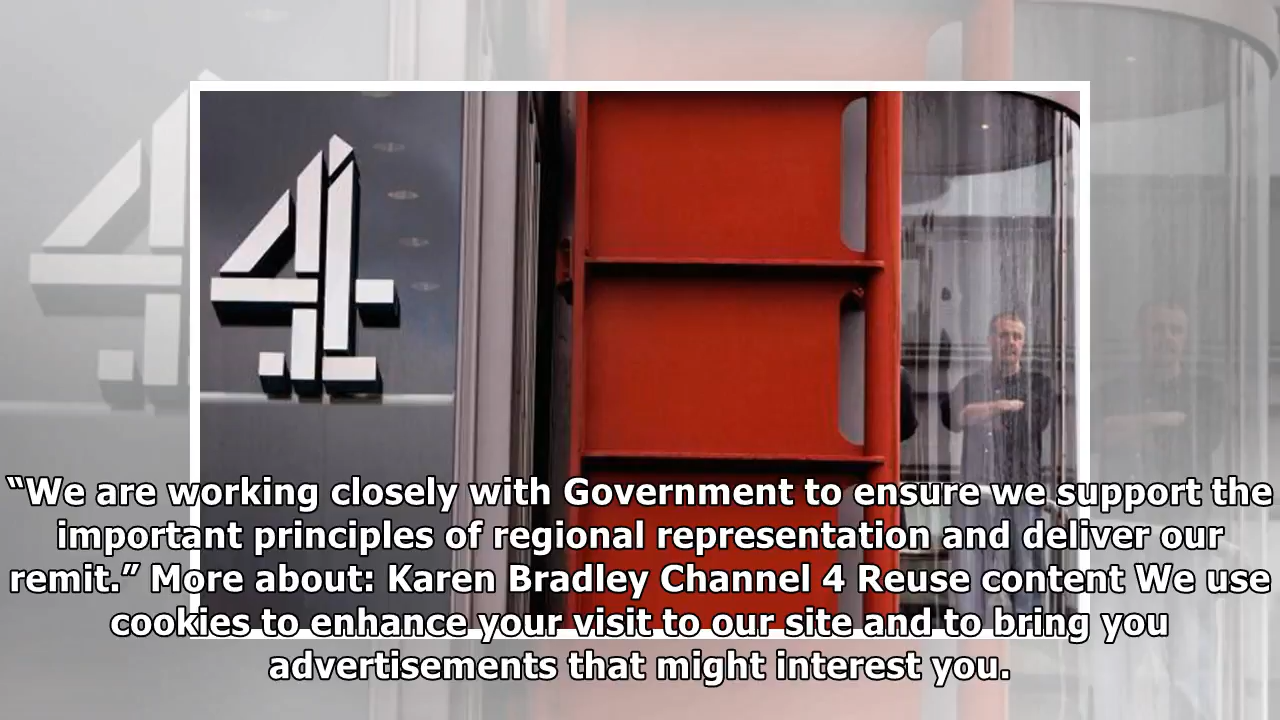 4
“We are working closely with Government to ensure we support the
important principles of regional representation and deliver our
remit.” More about: Karen Bradley Channel 4 Reuse content We use
cookies to enhance your visit to our site and to bring you
advertisements that might interest you.